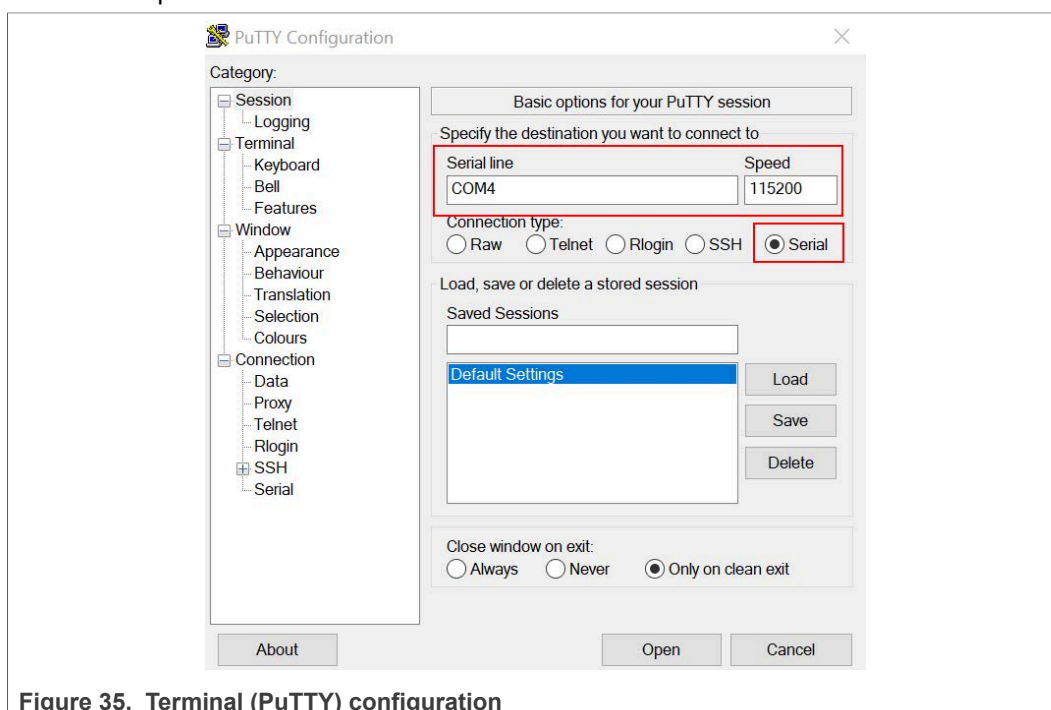 PuTTY Configuration
Category:
Session
Logging
Terminal
Keyboard
Bell
Features
Window
Appearance
Behaviour
Translation
Selection
Colours
Connection
Data
Proxy
Telnet
Rlogin
SSH
Serial
Basic options for your PuTTY session
Specify the destination you want to connect to
Serial line Speed
COM4 115200
Connection type:
Raw Telnet Rlogin SSH Serial
Load, save or delete a stored session
Saved Sessions
Default Settings
Load
Save
Delete
Close window on exit:
Always Never Only on clean exit
About Open Cancel
Figure 35. Terminal (PuTTY) configuration